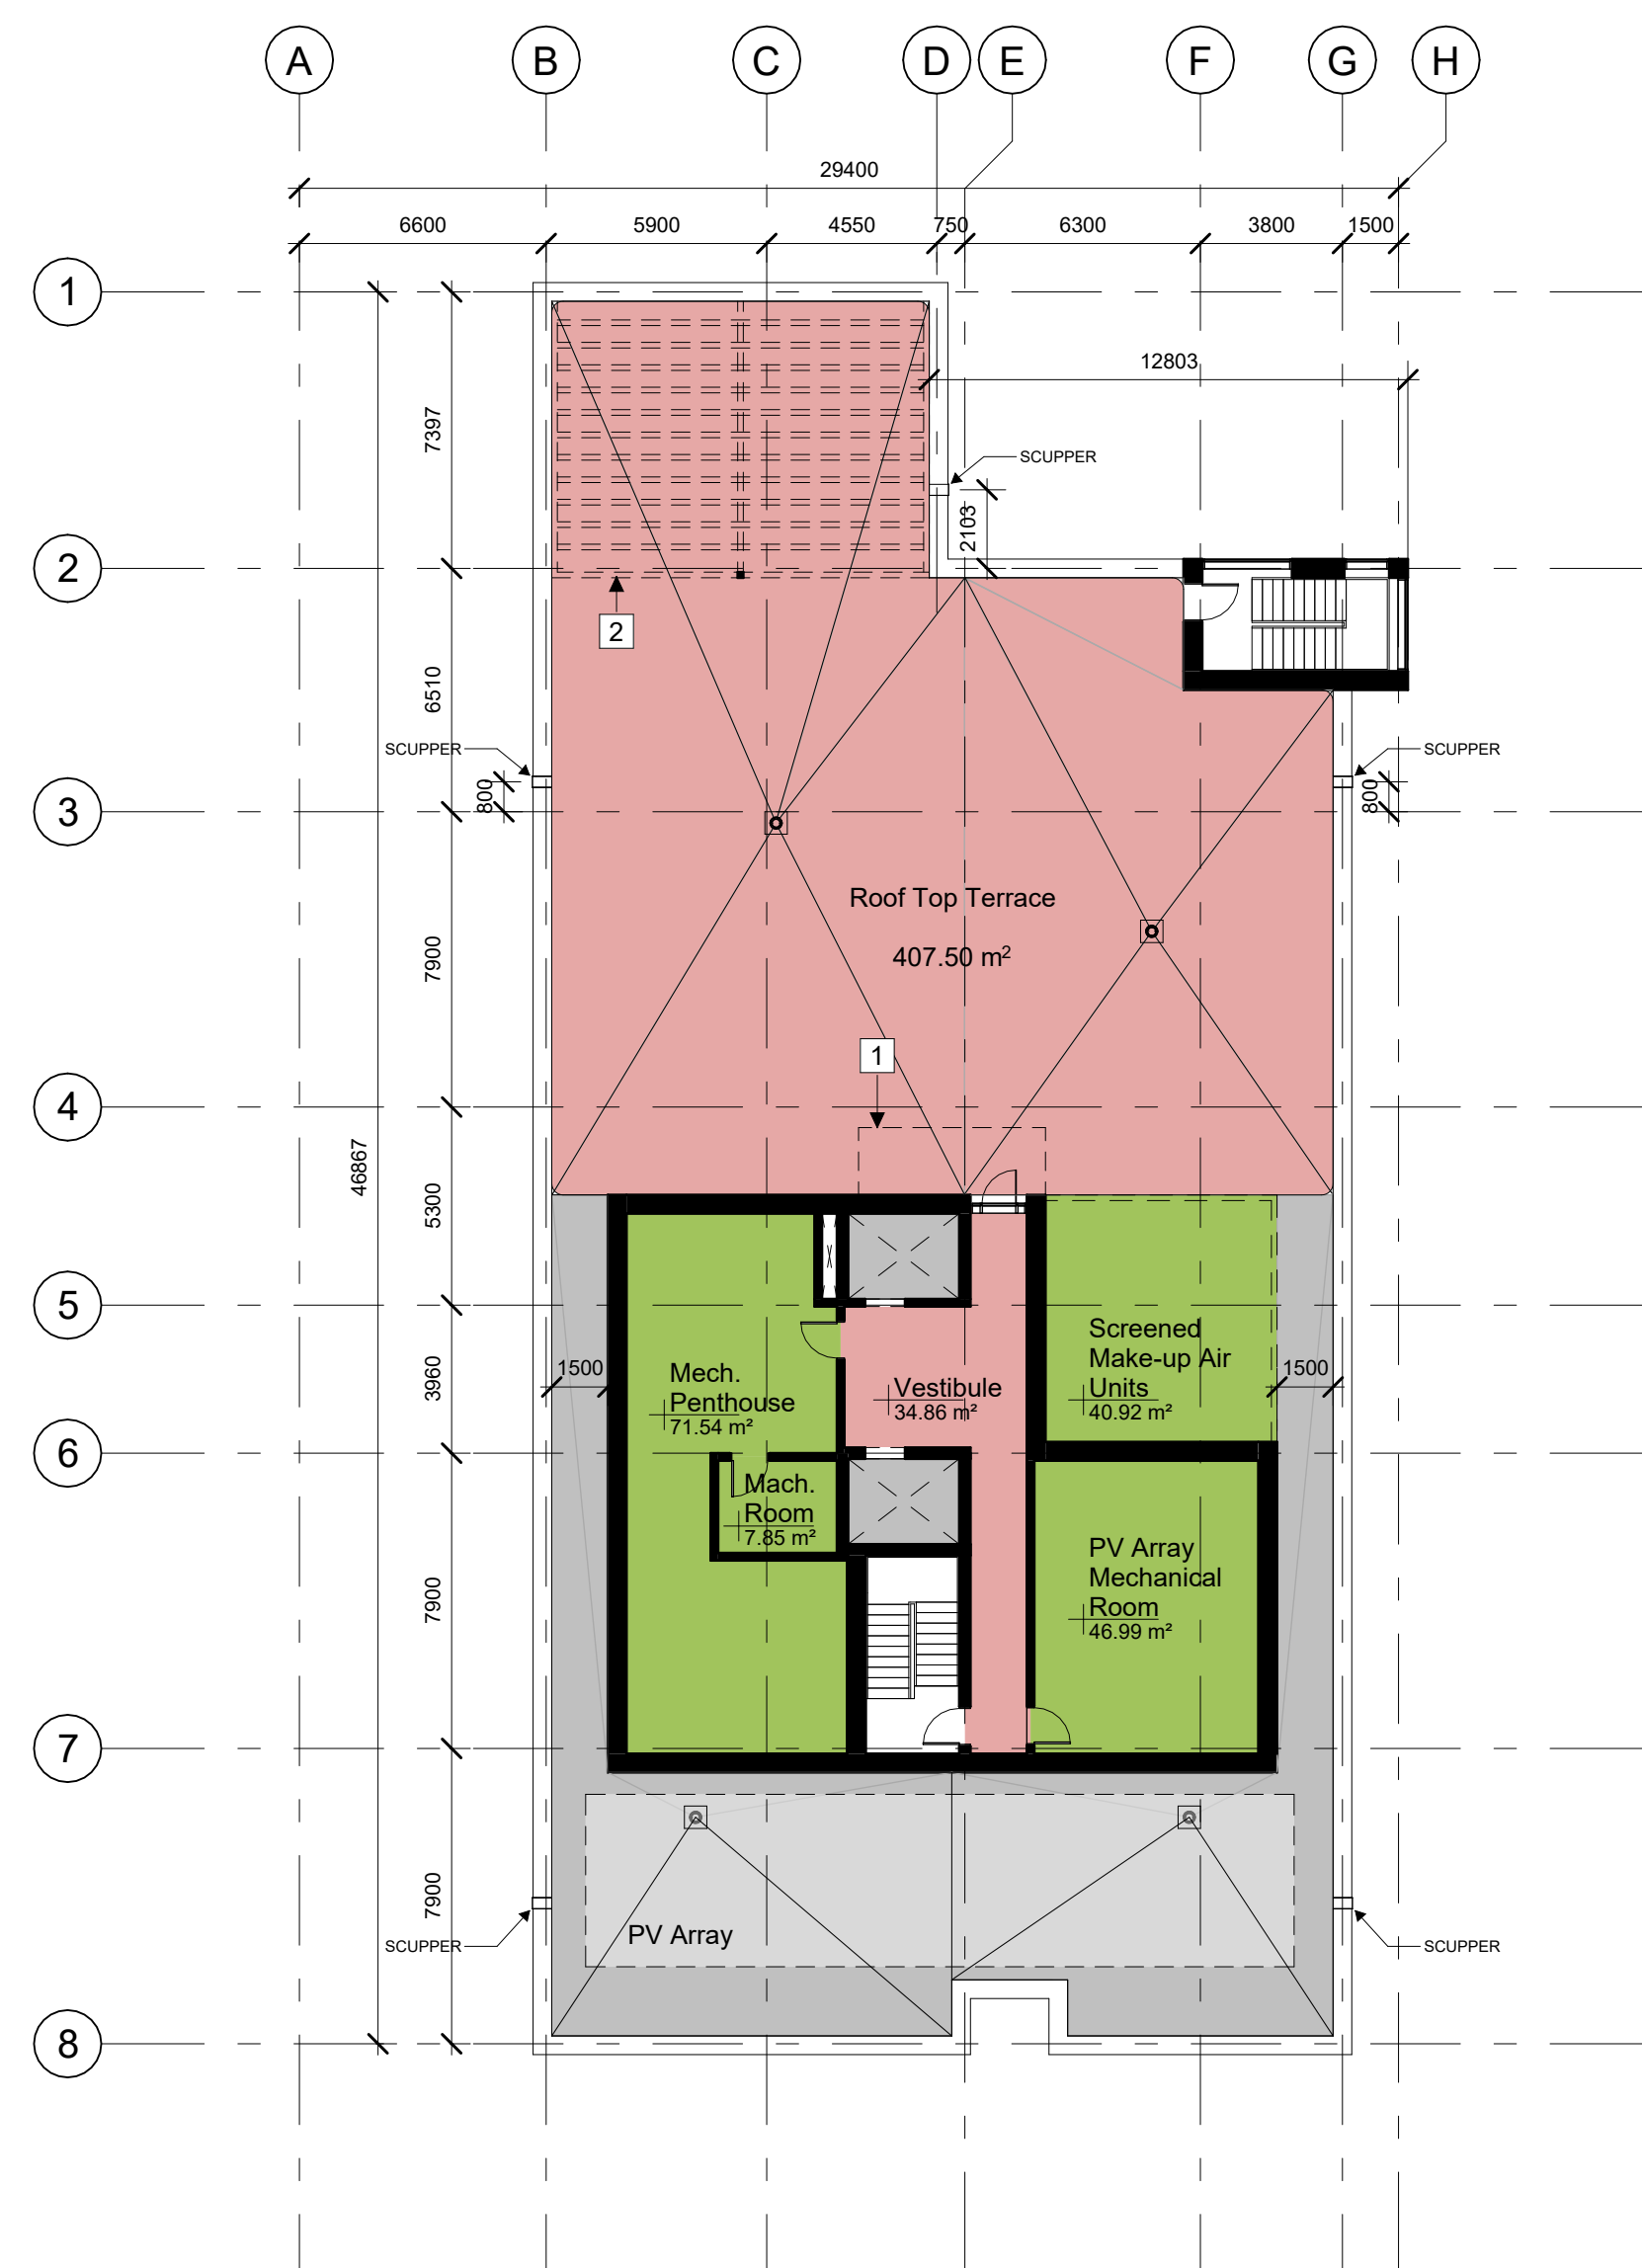 A B C D E F G H
29400
6600 5900 4550 750 6300 3800 1500
1
12803
7397
SCUPPER
2103
2
2
6510
SCUPPER
SCUPPER
800
800
3
Roof Top Terrace
407.50 m²
7900
1
4
46867
5300
5
Screened
Make-up Air
Units
40.92 m²
1500
1500
3960
Mech.
Penthouse
71.54 m²
Vestibule
34.86 m²
6
Mach.
Room
7.85 m²
PV Array
Mechanical
Room
46.99 m²
7900
7
7900
PV Array
SCUPPER
SCUPPER
8